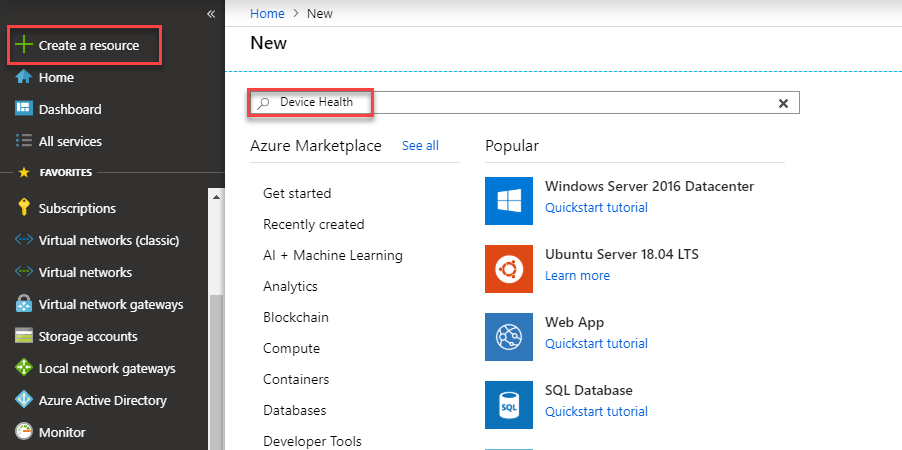 «
Create a resource
Home
Dashboard
All services
FAVORITES
Subscriptions
Virtual networks (classic)
Virtual networks
Virtual network gateways
Storage accounts
Local network gateways
Azure Active Directory
Monitor
Home > New
New
Device Health
Azure Marketplace See all
Get started
Recently created
AI + Machine Learning
Analytics
Blockchain
Compute
Containers
Databases
Developer Tools
Popular
Windows Server 2016 Datacenter
Quickstart tutorial
Ubuntu Server 18.04 LTS
Learn more
Web App
Quickstart tutorial
SQL
SQL Database
Quickstart tutorial